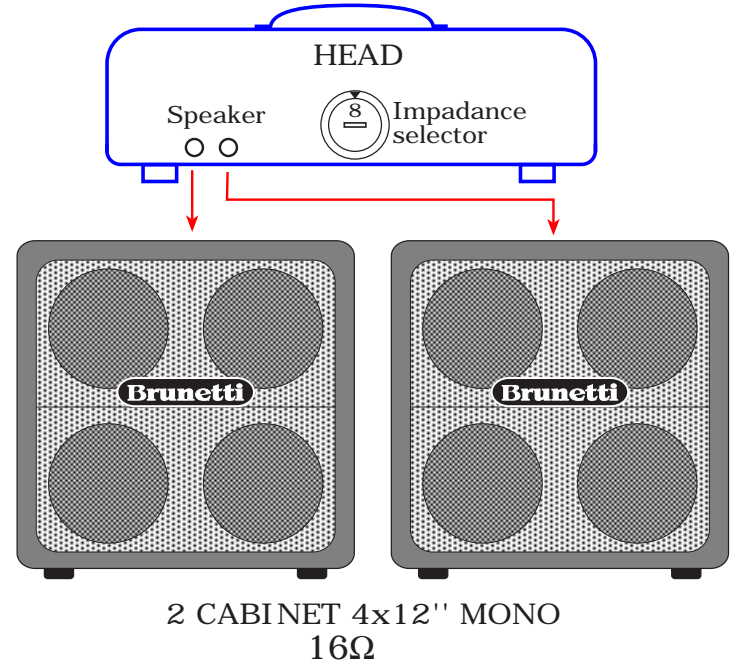 HEAD
Speaker
8
Impadance
selector
Brunetti
Brunetti
2 CABINET 4x12'' MONO
16Ω